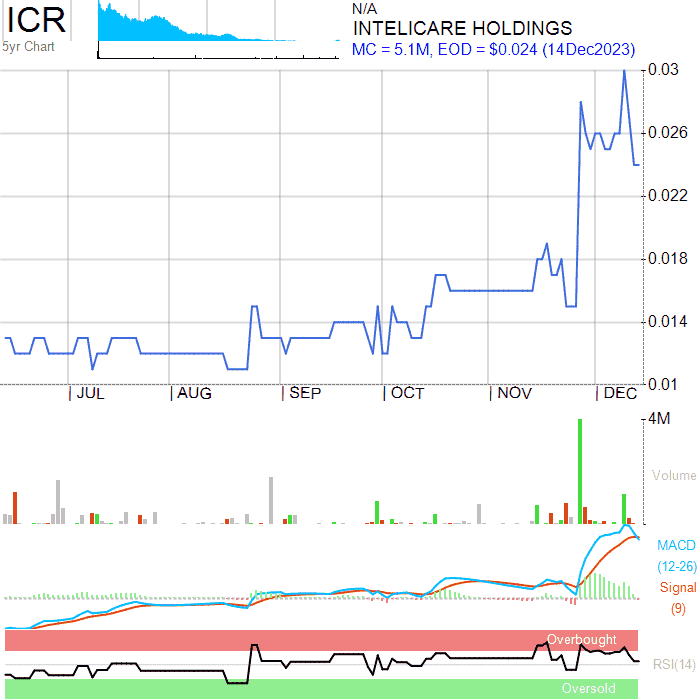 ICR
5yr Chart
N/A
INTELICARE HOLDINGS
MC = 5.1M, EOD = $0.024 (14Dec2023)
0.03
0.026
0.022
0.018
0.014
0.01
JUL AUG SEP OCT NOV DEC
4M
Volume
MACD
(12-26)
Signal
(9)
Overbought
RSI(14)
Oversold